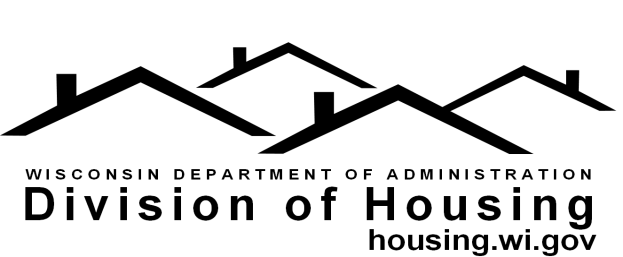 WISCONSIN DEPARTMENT OF ADMINISTRATION
Division of Housing
housing.wi.gov